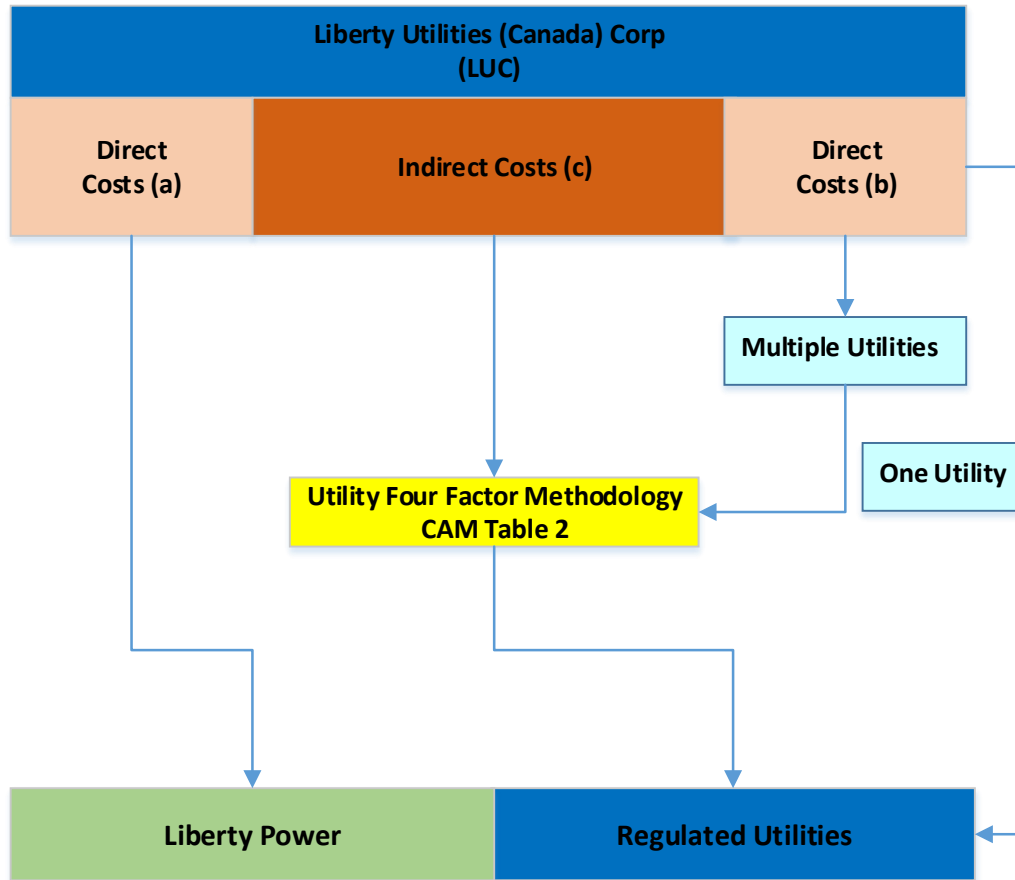 Liberty Utilities (Canada) Corp
(LUC)
Direct
Costs (a)
Indirect Costs (c)
Direct
Costs (b)
Multiple Utilities
One Utility
Utility Four Factor Methodology
CAM Table 2
Liberty Power
Regulated Utilities